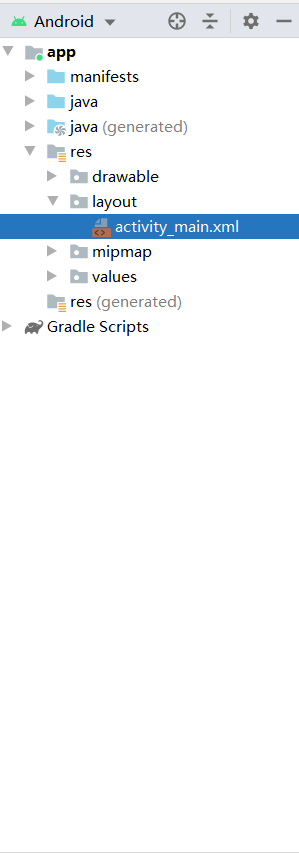 Android
app
manifests
java
java (generated)
res
drawable
layout
activity_main.xml
mipmap
values
res (generated)
Gradle Scripts